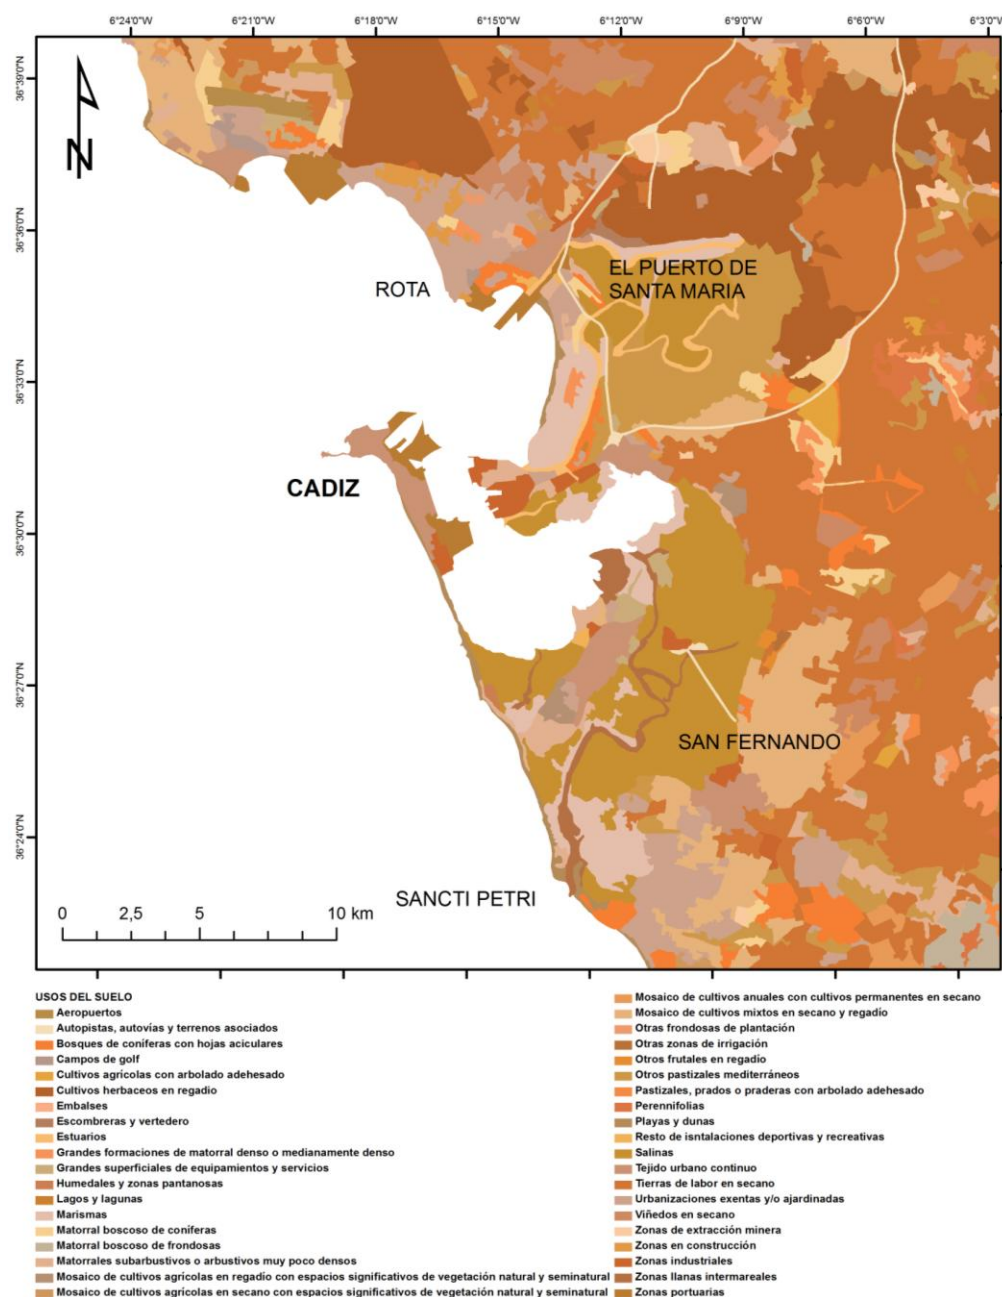 6°24'0"W 6°21'0"W 6°18'0"W 6°15'0"W 6°12'0"W 6°9'0"W 6°6'0"W 6°3'0"W
36°39'0"N
N
36°36'0"N
EL PUERTO DE
SANTA MARIA
ROTA
36°33'0"N
CADIZ
36°30'0"N
36°27'0"N
SAN FERNANDO
36°24'0"N
SANCTI PETRI
0 2,5 5 10 km
USOS DEL SUELO
Aeropuertos
Autopistas, autovías y terrenos asociados
Bosques de coníferas con hojas aciculares
Campos de golf
Cultivos agrícolas con arbolado adehesado
Cultivos herbaceos en regadio
Embalses
Escombreras y vertedero
Estuarios
Grandes formaciones de matorral denso o medianamente denso
Grandes superficiales de equipamientos y servicios
Humedales y zonas pantanosas
Lagos y lagunas
Marismas
Matorral boscoso de coníferas
Matorral boscoso de frondosas
Matorrales subarbustivos o arbustivos muy poco densos
Mosaico de cultivos agrícolas en regadío con espacios significativos de vegetación natural y seminatural
Mosaico de cultivos agrícolas en secano con espacios significativos de vegetación natural y seminatural
Mosaico de cultivos anuales con cultivos permanentes en secano
Mosaico de cultivos mixtos en secano y regadío
Otras frondosas de plantación
Otras zonas de irrigación
Otros frutales en regadío
Otros pastizales mediterráneos
Pastizales, prados o praderas con arbolado adehesado
Perennifolias
Playas y dunas
Resto de isntalaciones deportivas y recreativas
Salinas
Tejido urbano continuo
Tierras de labor en secano
Urbanizaciones exentas y/o ajardinadas
Viñedos en secano
Zonas de extracción minera
Zonas en construcción
Zonas industriales
Zonas llanas intermareales
Zonas portuarias